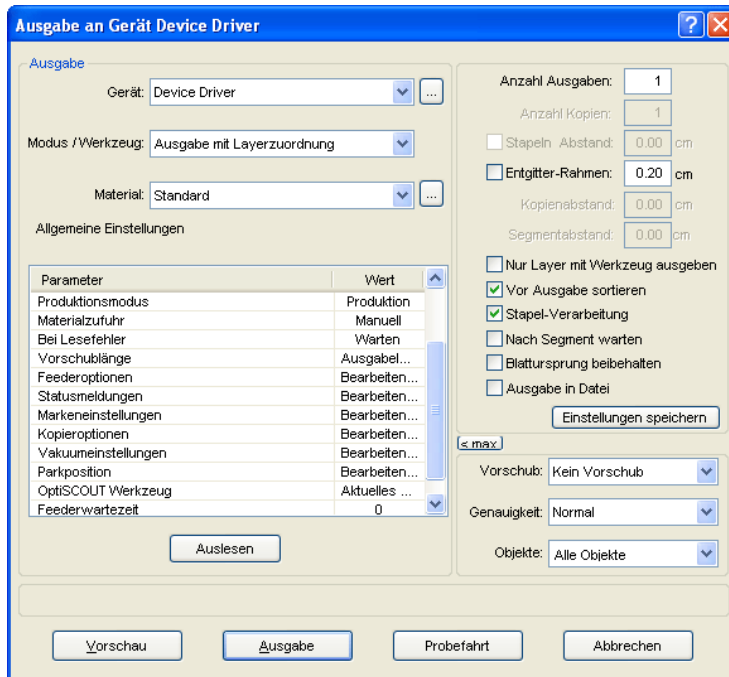 Ausgabe an Gerät Device Driver
Ausgabe
Gerät: Device Driver ...
Modus / Werkzeug: Ausgabe mit Layerzuordnung
Material: Standard ...
Allgemeine Einstellungen
Parameter Wert
Produktionsmodus Produktion
Materialzufuhr Manuell
Bei Lesefehler Warten
Vorschublänge Ausgabel...
Feederoptionen Bearbeiten...
Statusmeldungen Bearbeiten...
Markeneinstellungen Bearbeiten...
Kopieroptionen Bearbeiten...
Vakuumeinstellungen Bearbeiten...
Parkposition Bearbeiten...
OptiSCOUT Werkzeug Aktuelles ...
Feederwartezeit 0
Auslesen
Anzahl Ausgaben: 1
Anzahl Kopien: 1
Stapeln Abstand: 0.00 cm
Entgitter-Rahmen: 0.20 cm
Kopienabstand: 0.00 cm
Segmentabstand: 0.00 cm
Nur Layer mit Werkzeug ausgeben
Vor Ausgabe sortieren
Stapel-Verarbeitung
Nach Segment warten
Blattursprung beibehalten
Ausgabe in Datei
Einstellungen speichern
< max
Vorschub: Kein Vorschub
Genauigkeit: Normal
Objekte: Alle Objekte
Vorschau Ausgabe Probefahrt Abbrechen